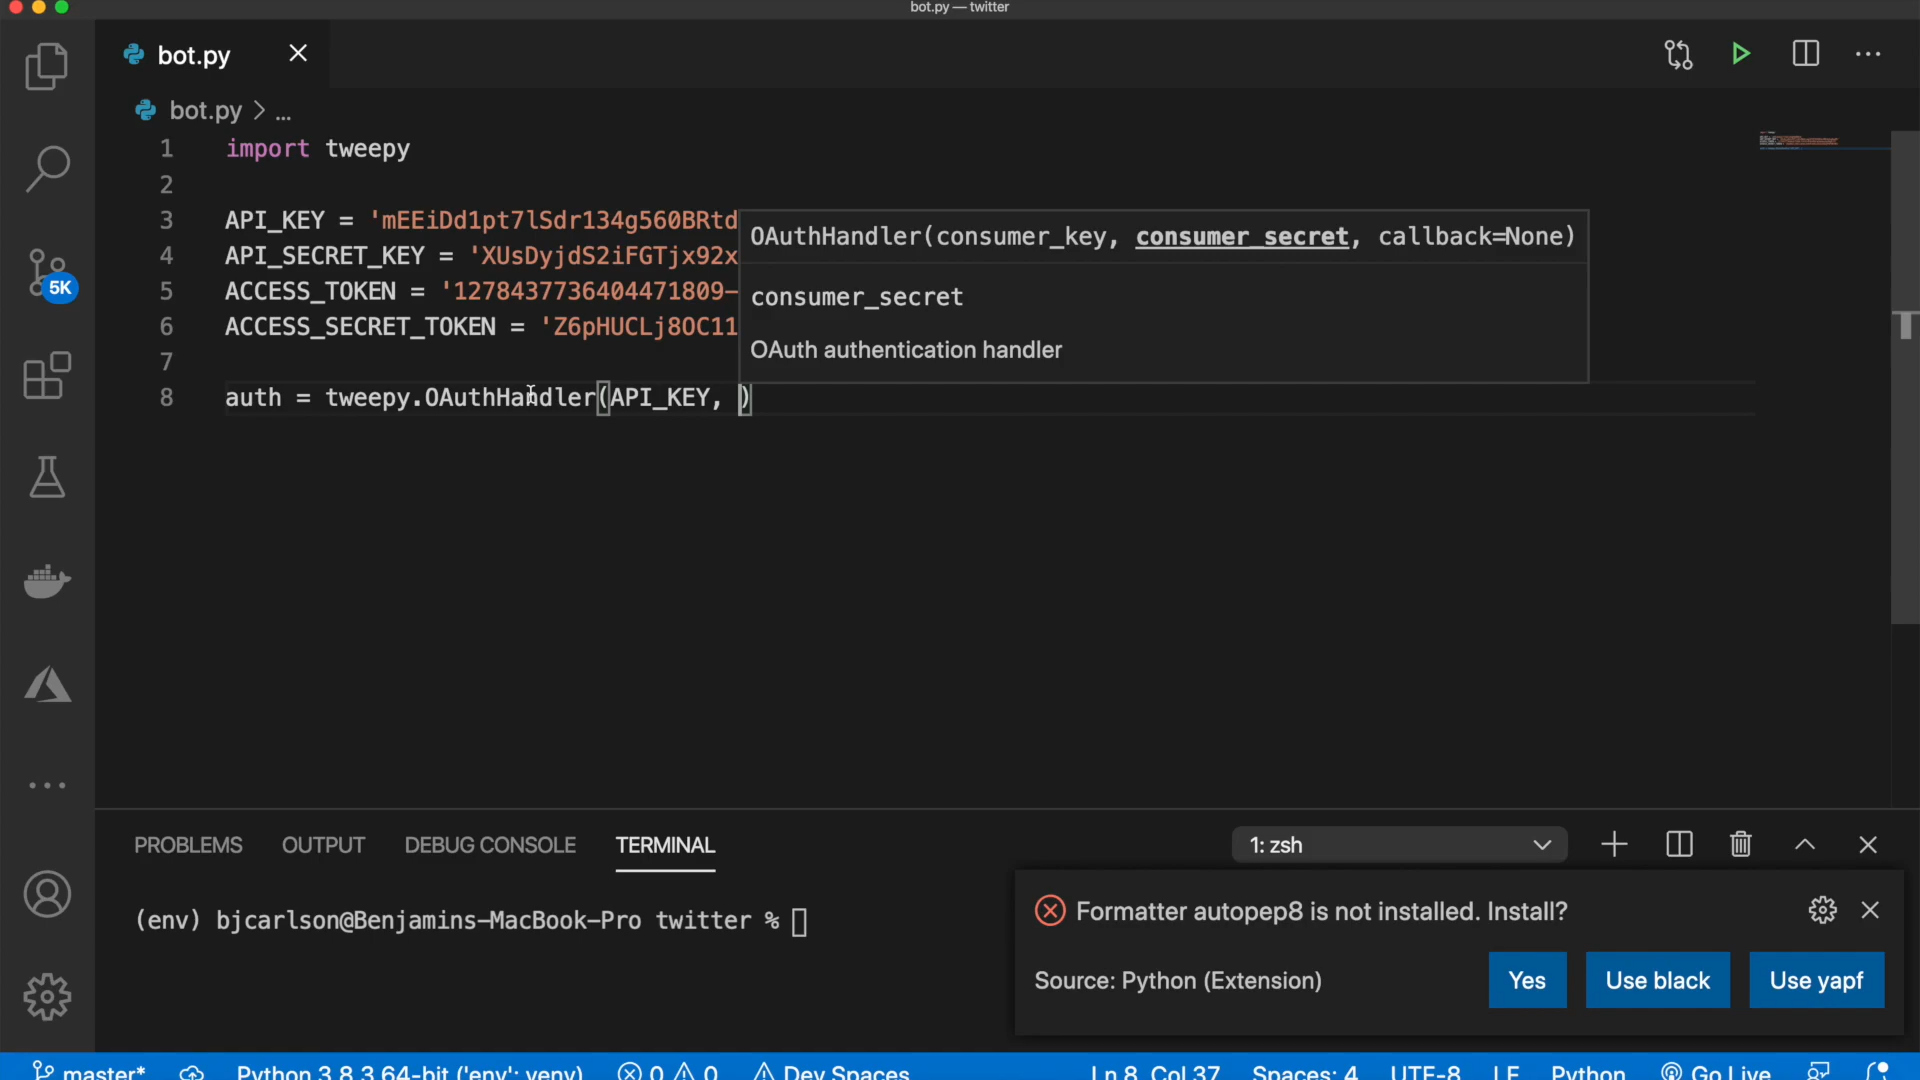 bot.py — twitter
bot.py
bot.py > ...
1 import tweepy
2
3 API_KEY = 'mEEiDd1pt7lSdr134g560BRtd
4 API_SECRET_KEY = 'XUsDyjdS2iFGTjx92x
5 ACCESS_TOKEN = '1278437736404471809-
6 ACCESS_SECRET_TOKEN = 'Z6pHUCLj8OC11
7
8 auth = tweepy.OAuthHandler(API_KEY, )
OAuthHandler(consumer_key, consumer_secret, callback=None)
consumer_secret
OAuth authentication handler
5K
PROBLEMS OUTPUT DEBUG CONSOLE TERMINAL
1: zsh
(env) bjcarlson@Benjamins-MacBook-Pro twitter %
Formatter autopep8 is not installed. Install?
Source: Python (Extension)
Yes Use black Use yapf
master* Python 3.8.3 64-bit ('env': venv) 0 0 Dev Spaces Ln 8, Col 37 Spaces: 4 UTF-8 LF Python Go Live